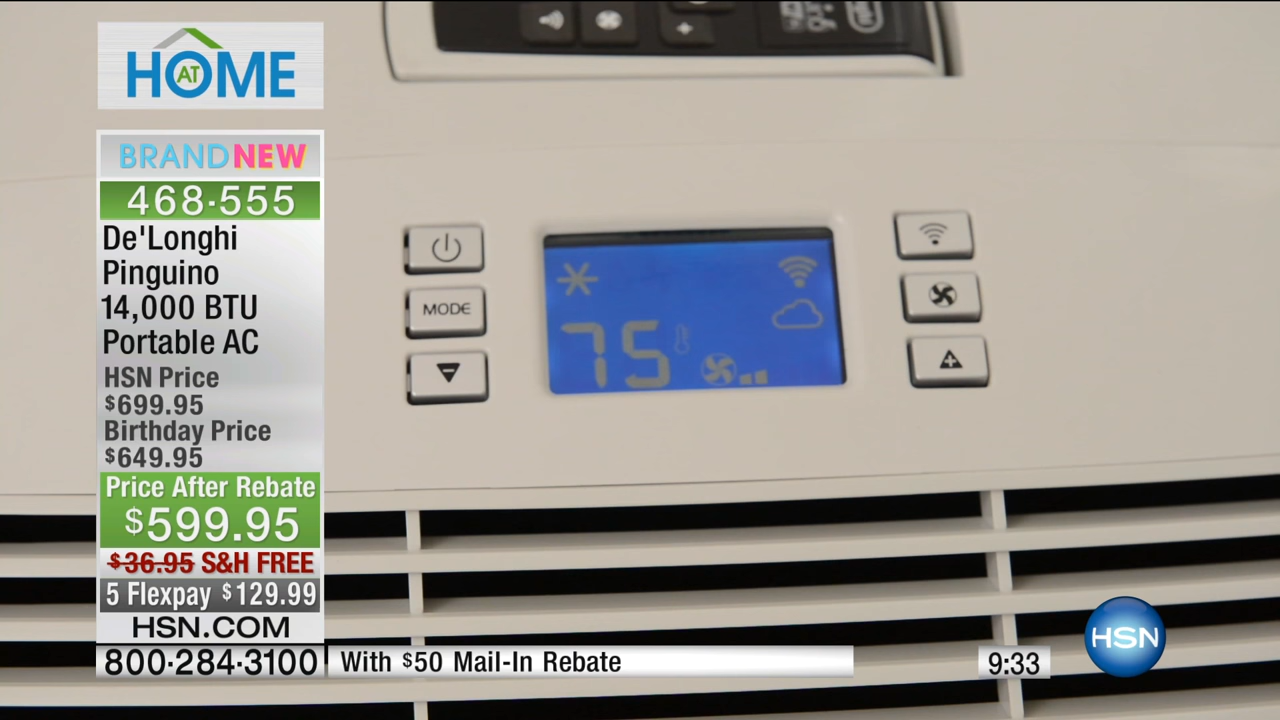 HOME
AT
BRAND NEW
468-555
De'Longhi
Pinguino
14,000 BTU
Portable AC
HSN Price
$699.95
Birthday Price
$649.95
Price After Rebate
$599.95
$36.95 S&H FREE
5 Flexpay $129.99
HSN.COM
800-284-3100
With $50 Mail-In Rebate
9:33
HSN
MODE
75